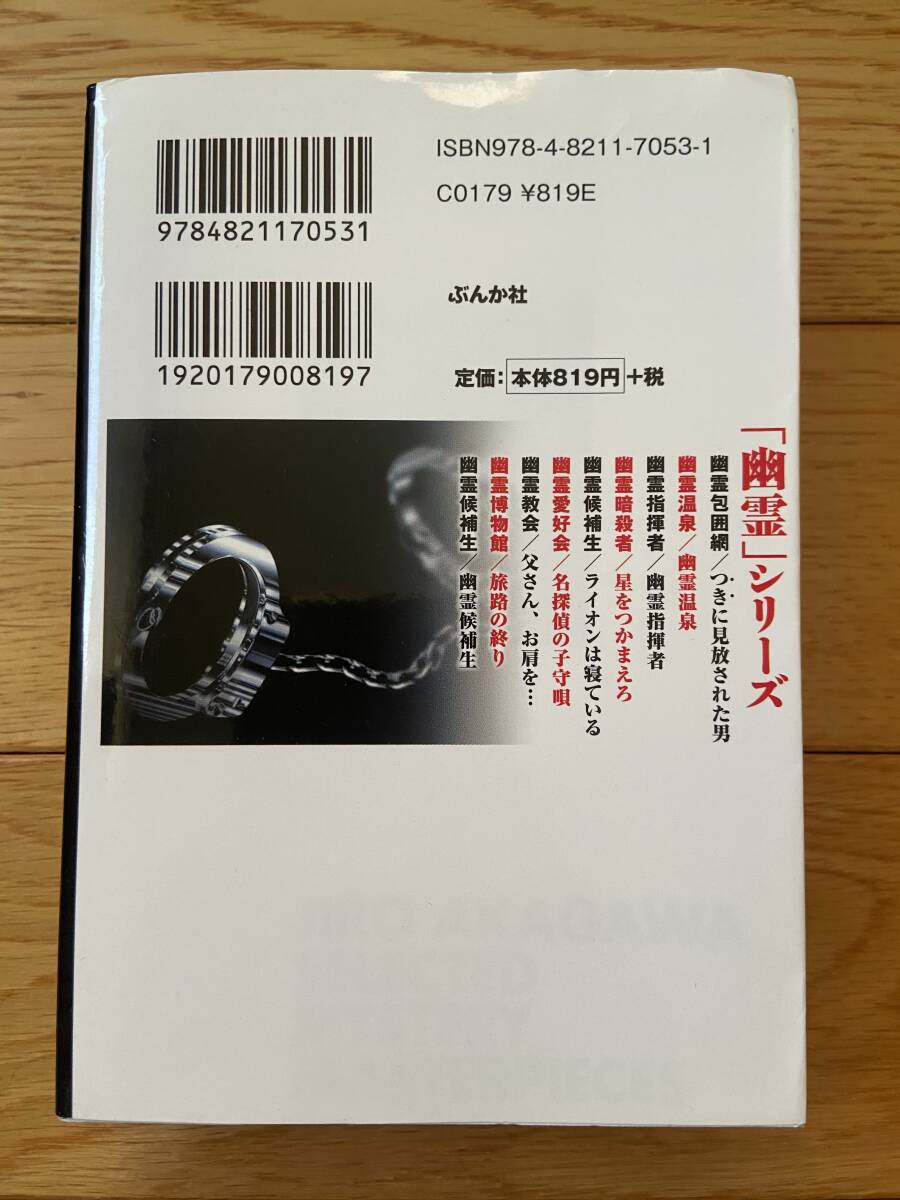 ISBN978-4-8211-7053-1
C0179 ¥819E
9784821170531
1920179008197
ぶんか社
定価：本体819円+税
「幽霊」シリーズ
幽霊包囲網／つきに見放された男
幽霊温泉／幽霊温泉
幽霊指揮者／幽霊指揮者
幽霊暗殺者／星をつかまえろ
幽霊候補生／ライオンは寝ている
幽霊愛好会／名探偵の子守唄
幽霊教会／父さん、お肩を…
幽霊博物館／旅路の終り
幽霊候補生／幽霊候補生
JIRO AKAGAWA